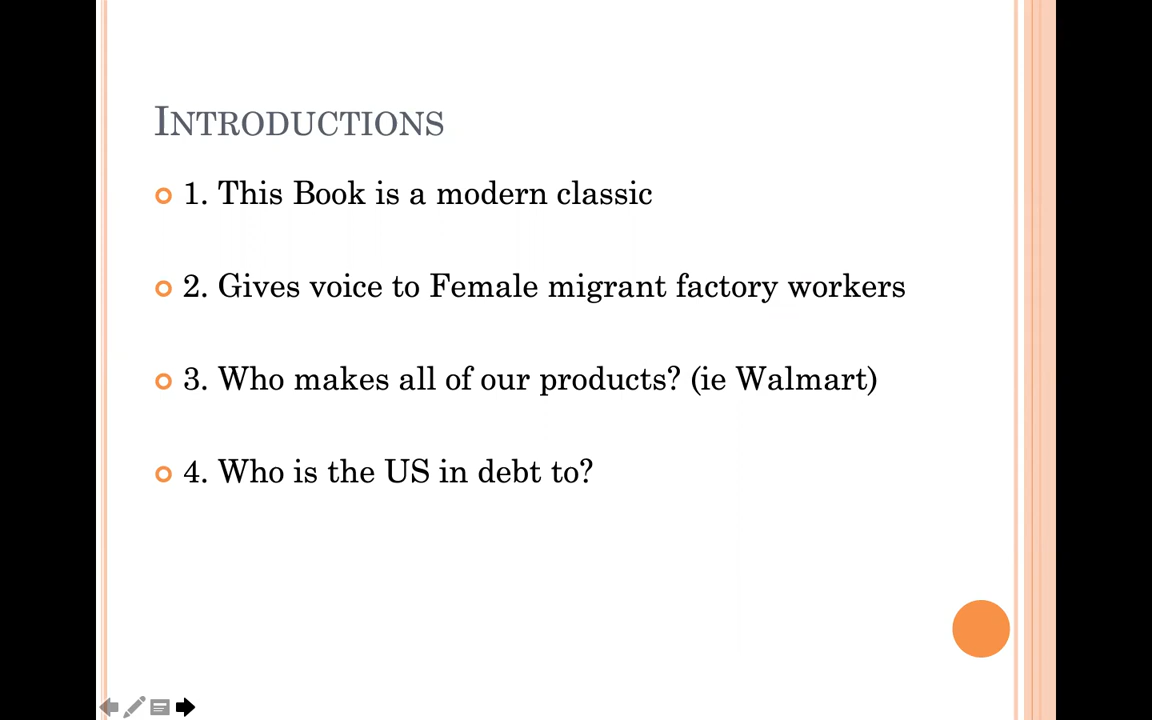 INTRODUCTIONS
1. This Book is a modern classic
2. Gives voice to Female migrant factory workers
3. Who makes all of our products? (ie Walmart)
4. Who is the US in debt to?